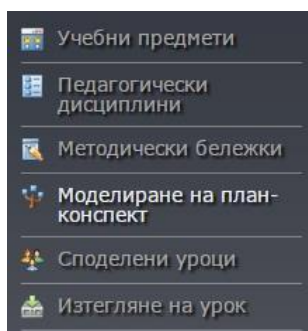 Учебни предмети
Педагогически
дисциплини
Методически бележки
Моделиране на план-
конспект
Споделени уроци
Изтегляне на урок